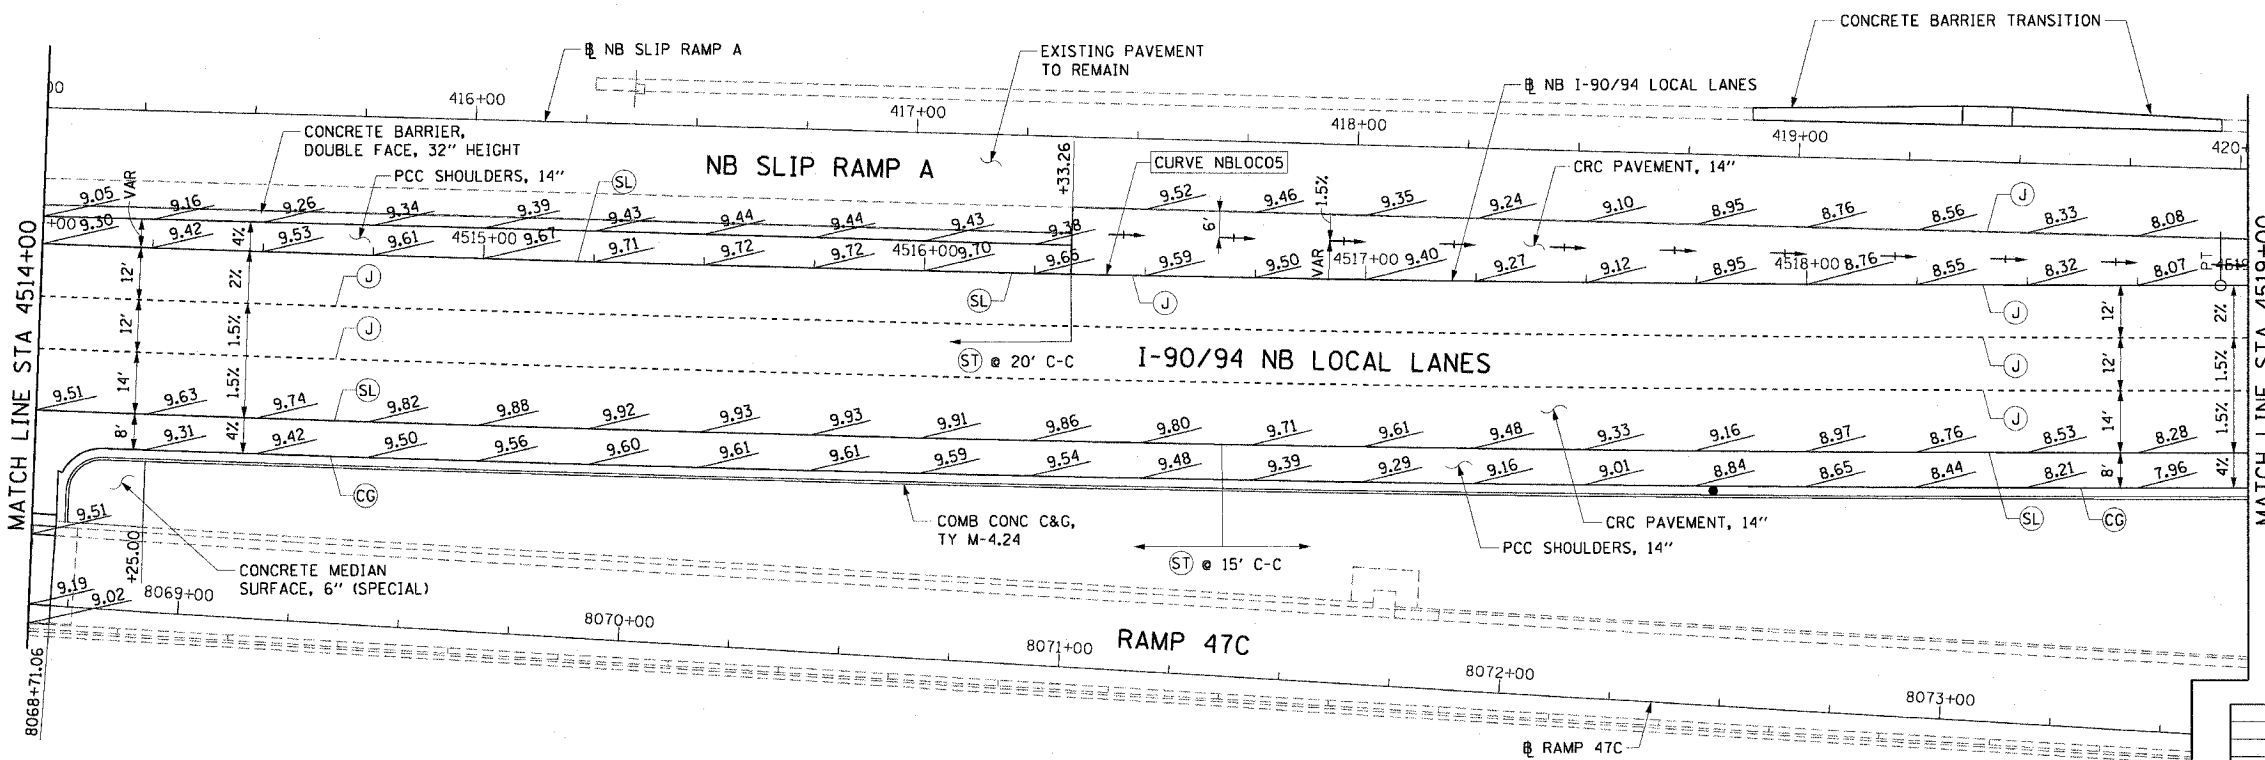 CONCRETE BARRIER TRANSITION
℄ NB SLIP RAMP A
EXISTING PAVEMENT
TO REMAIN
℄ NB I-90/94 LOCAL LANES
00
416+00
417+00
418+00
419+00
420+
CONCRETE BARRIER,
DOUBLE FACE, 32" HEIGHT
NB SLIP RAMP A
+33.26
CURVE NBLOC05
CRC PAVEMENT, 14"
VAR
PCC SHOULDERS, 14"
SL
J
9.05 9.16 9.26 9.34 9.39 9.43 9.44 9.44 9.43 9.38
9.52 9.46 9.35 9.24 9.10 8.95 8.76 8.56 8.33 8.08
6'
1.5%
VAR
+00 9.30 9.42 9.53 9.61 4515+00 9.67 9.71 9.72 9.72 4516+00 9.70 9.66 9.59 9.50 4517+00 9.40 9.27 9.12 8.95 4518+00 8.76 8.55 8.32 8.07 PT 4519
4%
12'
2%
J
SL
J
J
12'
2%
12'
1.5%
J
ST @ 20' C-C
I-90/94 NB LOCAL LANES
J
12'
1.5%
14'
1.5%
SL
J
14'
1.5%
9.51 9.63 9.74 9.82 9.88 9.92 9.93 9.93 9.91 9.86 9.80 9.71 9.61 9.48 9.33 9.16 8.97 8.76 8.53 8.28
8'
4%
9.31 9.42 9.50 9.56 9.60 9.61 9.61 9.59 9.54 9.48 9.39 9.29 9.16 9.01 8.84 8.65 8.44 8.21 7.96
8'
4%
MATCH LINE STA 4514+00
MATCH LINE STA 4519+00
CG
SL
CG
9.51
COMB CONC C&G,
TY M-4.24
CRC PAVEMENT, 14"
PCC SHOULDERS, 14"
ST @ 15' C-C
+25.00
CONCRETE MEDIAN
SURFACE, 6" (SPECIAL)
9.19
9.02
8069+00
8070+00
8071+00
8072+00
8073+00
RAMP 47C
8068+71.06
℄ RAMP 47C